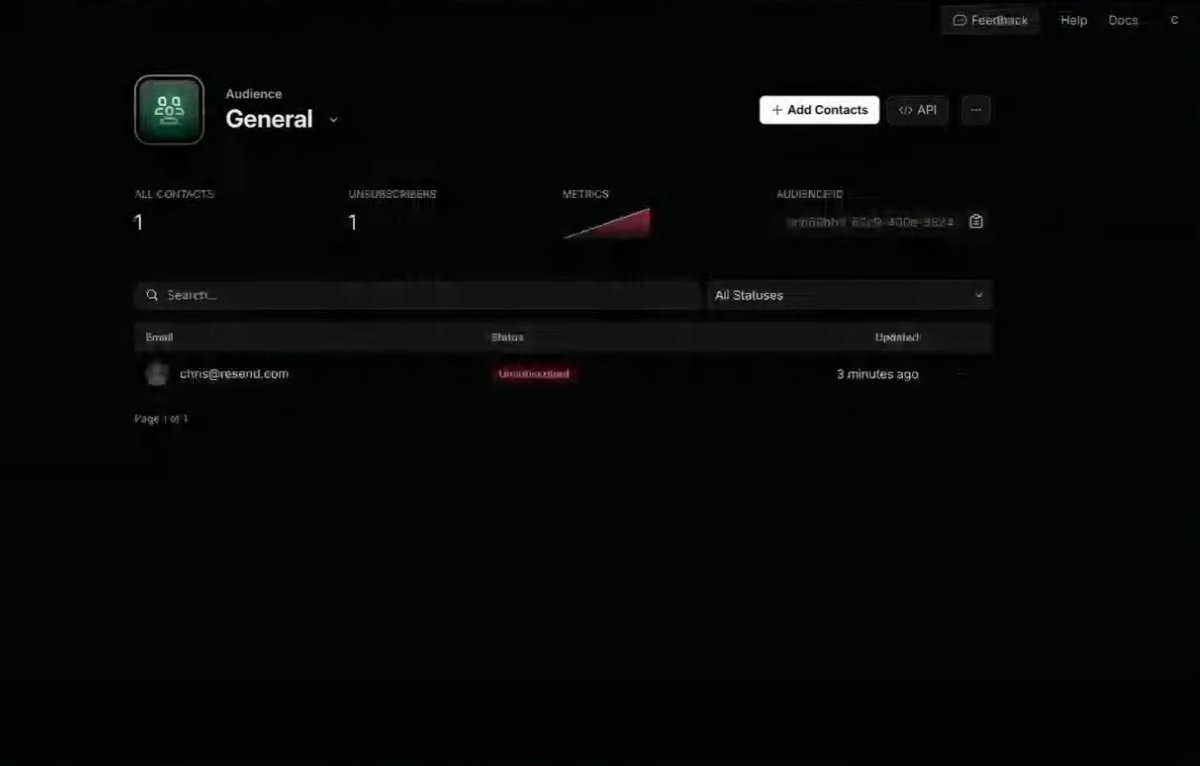 Feedback Help Docs C
Audience
General
+ Add Contacts
API
ALL CONTACTS
UNSUBSCRIBERS
METRICS
AUDIENCE ID
1
1
Search...
All Statuses
Email Status Updated
chris@resend.com Unsubscribed 3 minutes ago
Page 1 of 1